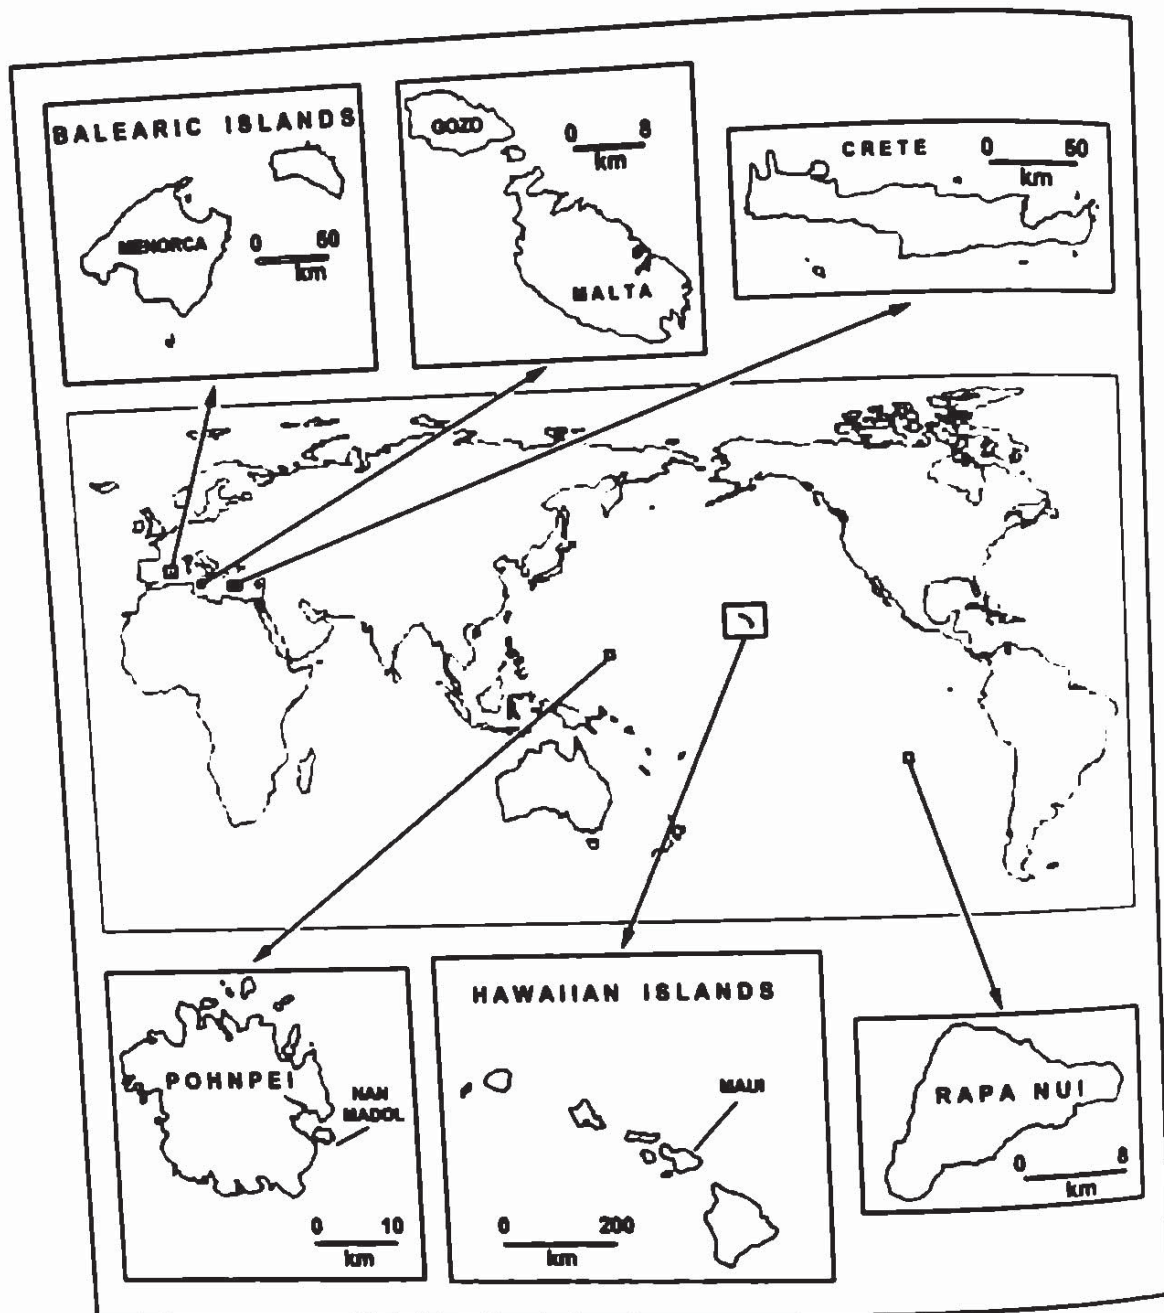 BALEARIC ISLANDS
MENORCA
0 50
km
GOZO
0 8
km
MALTA
CRETE
0 50
km
POHNPEI
NAN
MADOL
0 10
km
HAWAIIAN ISLANDS
MAUI
0 200
km
RAPA NUI
0 8
km